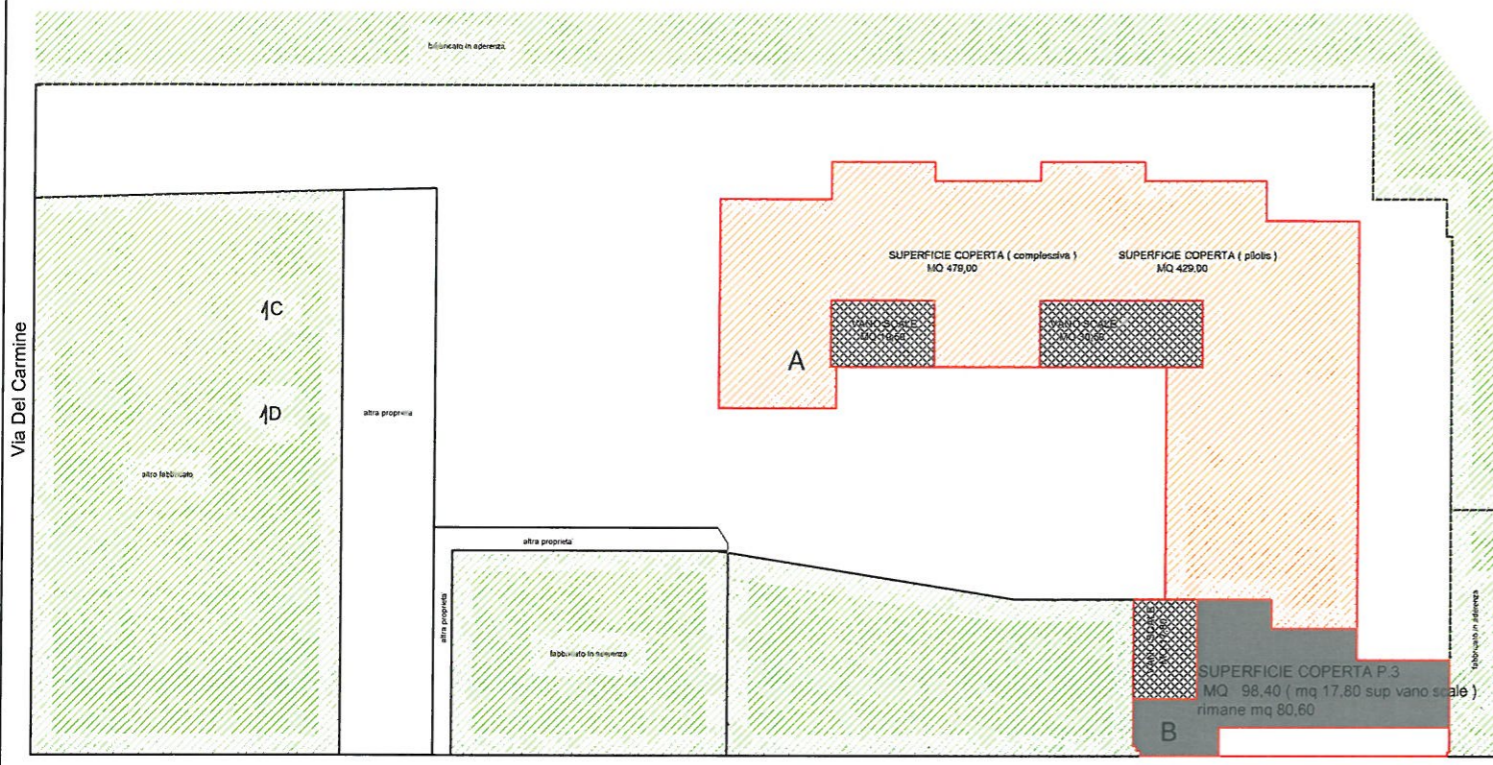 fabbricato in aderenza
SUPERFICIE COPERTA ( complessiva )
MQ 479,00
SUPERFICIE COPERTA ( pilotis )
MQ 429,00
C
VANO SCALE
VANO SCALE
A
Via Del Carmine
D
altra proprietà
altro fabbricato
altra proprietà
altra proprietà
fabbricato in aderenza
fabbricato in aderenza
VANO SCALE
SUPERFICIE COPERTA P.3
MQ 98,40 ( mq 17,80 sup vano scale )
rimane mq 80,60
B